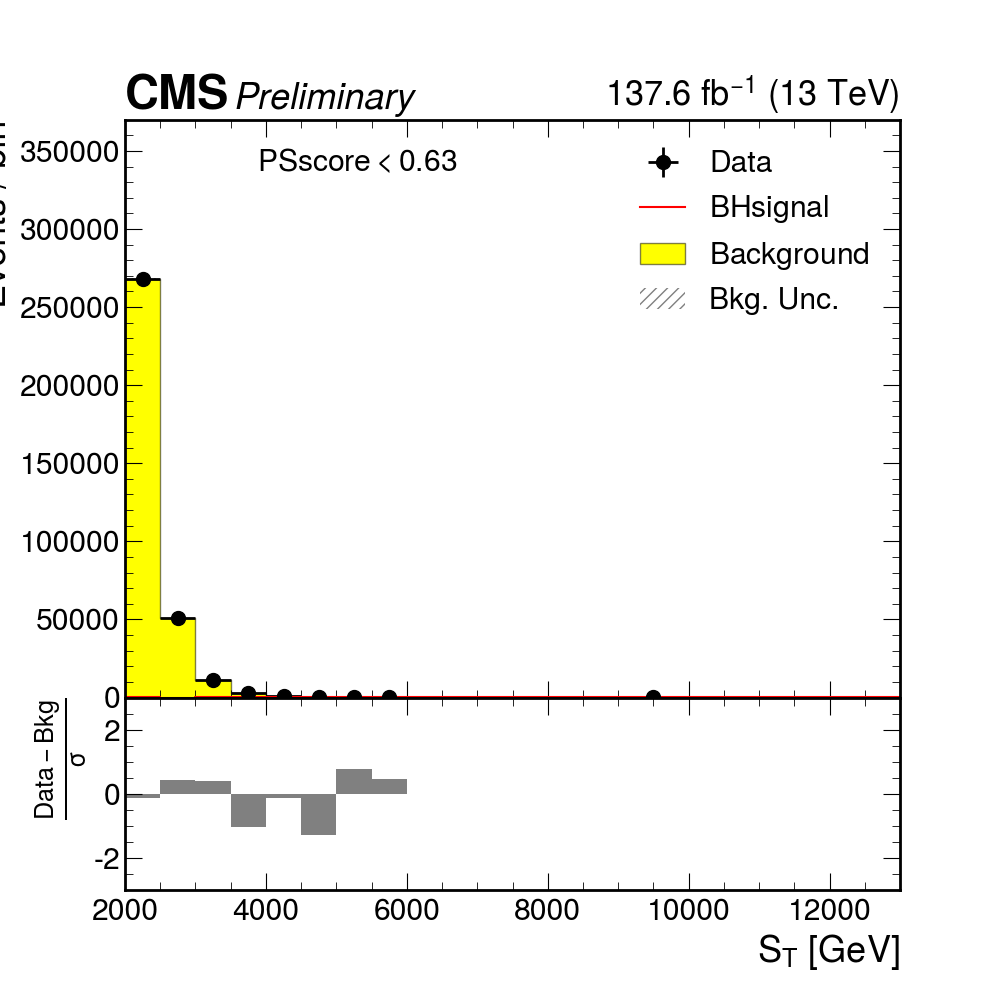 CMS Preliminary 137.6 fb⁻¹ (13 TeV)
PSscore < 0.63
Data
BHsignal
Background
Bkg. Unc.
350000
300000
250000
200000
150000
100000
50000
0
Data − Bkg
σ
2
0
-2
2000 4000 6000 8000 10000 12000
S_T [GeV]